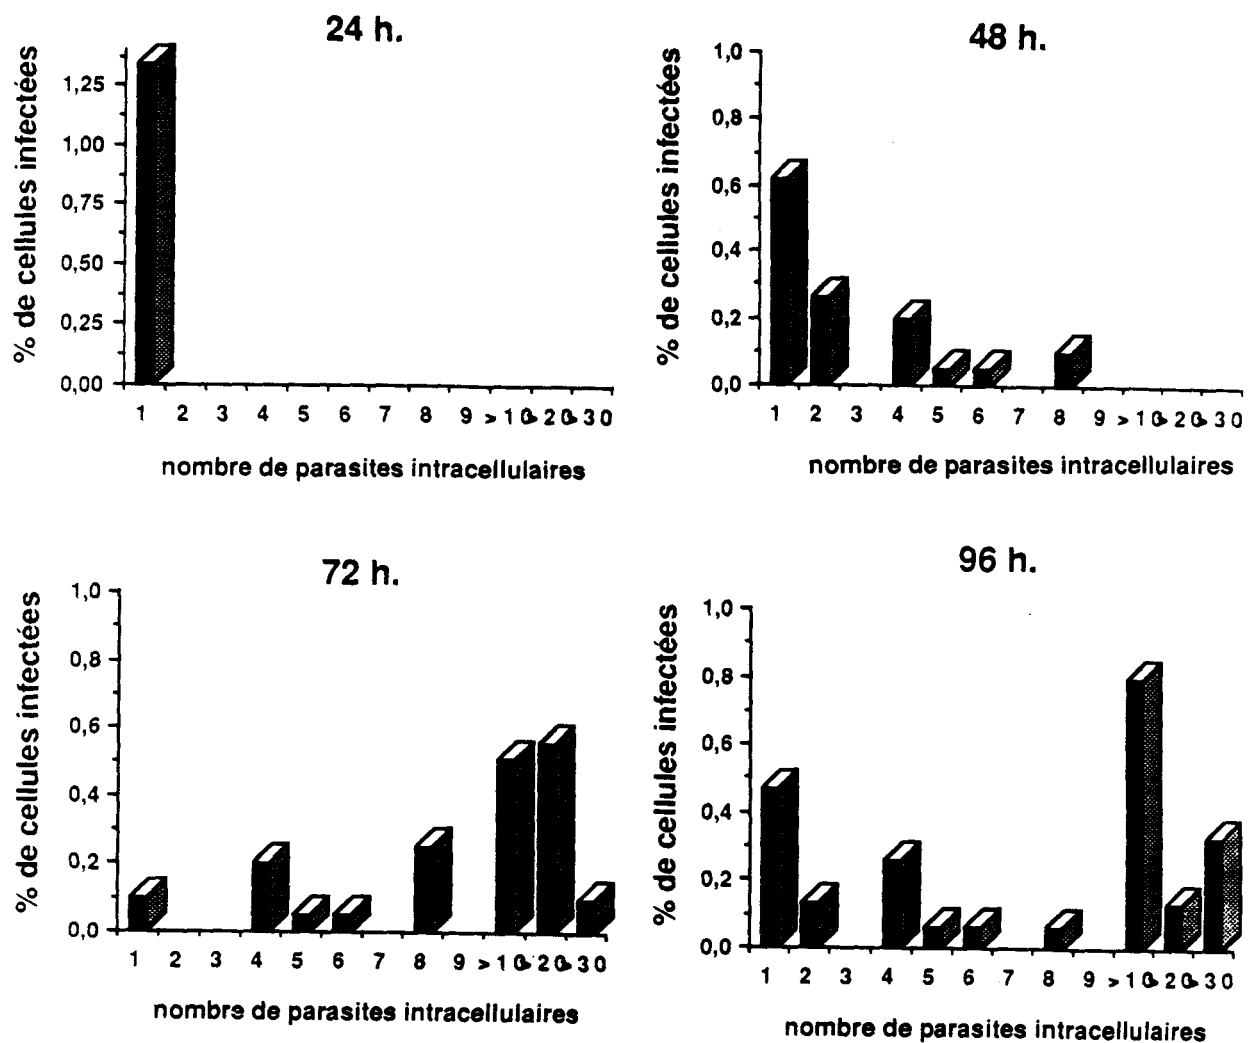 24 h.
% de cellules infectées
1,25
1,00
0,75
0,50
0,25
0,00
1 2 3 4 5 6 7 8 9 >10 >20 >30
nombre de parasites intracellulaires
48 h.
% de cellules infectées
1,0
0,8
0,6
0,4
0,2
0,0
1 2 3 4 5 6 7 8 9 >10 >20 >30
nombre de parasites intracellulaires
72 h.
% de cellules infectées
1,0
0,8
0,6
0,4
0,2
0,0
1 2 3 4 5 6 7 8 9 >10 >20 >30
nombre de parasites intracellulaires
96 h.
% de cellules infectées
1,0
0,8
0,6
0,4
0,2
0,0
1 2 3 4 5 6 7 8 9 >10 >20 >30
nombre de parasites intracellulaires